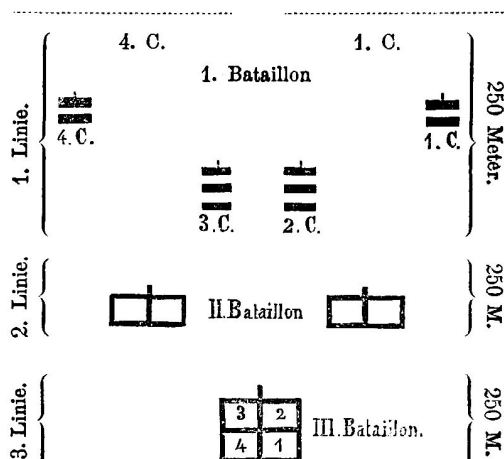 4. C. 1. C.
1. Bataillon
1. Linie.
250 Meter.
4. C. 1. C.
3. C. 2. C.
2. Linie.
II. Bataillon
250 M.
3. Linie.
3 2
4 1
III. Bataillon.
250 M.